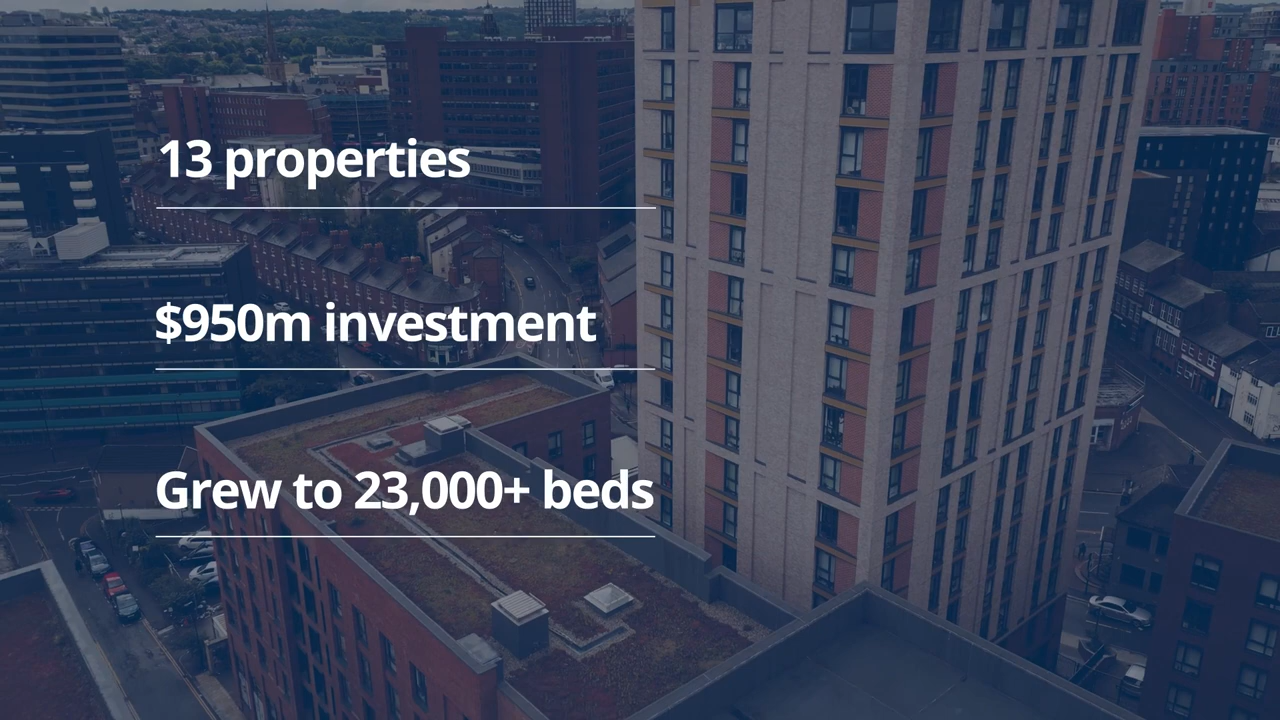 13 properties
$950m investment
Grew to 23,000+ beds